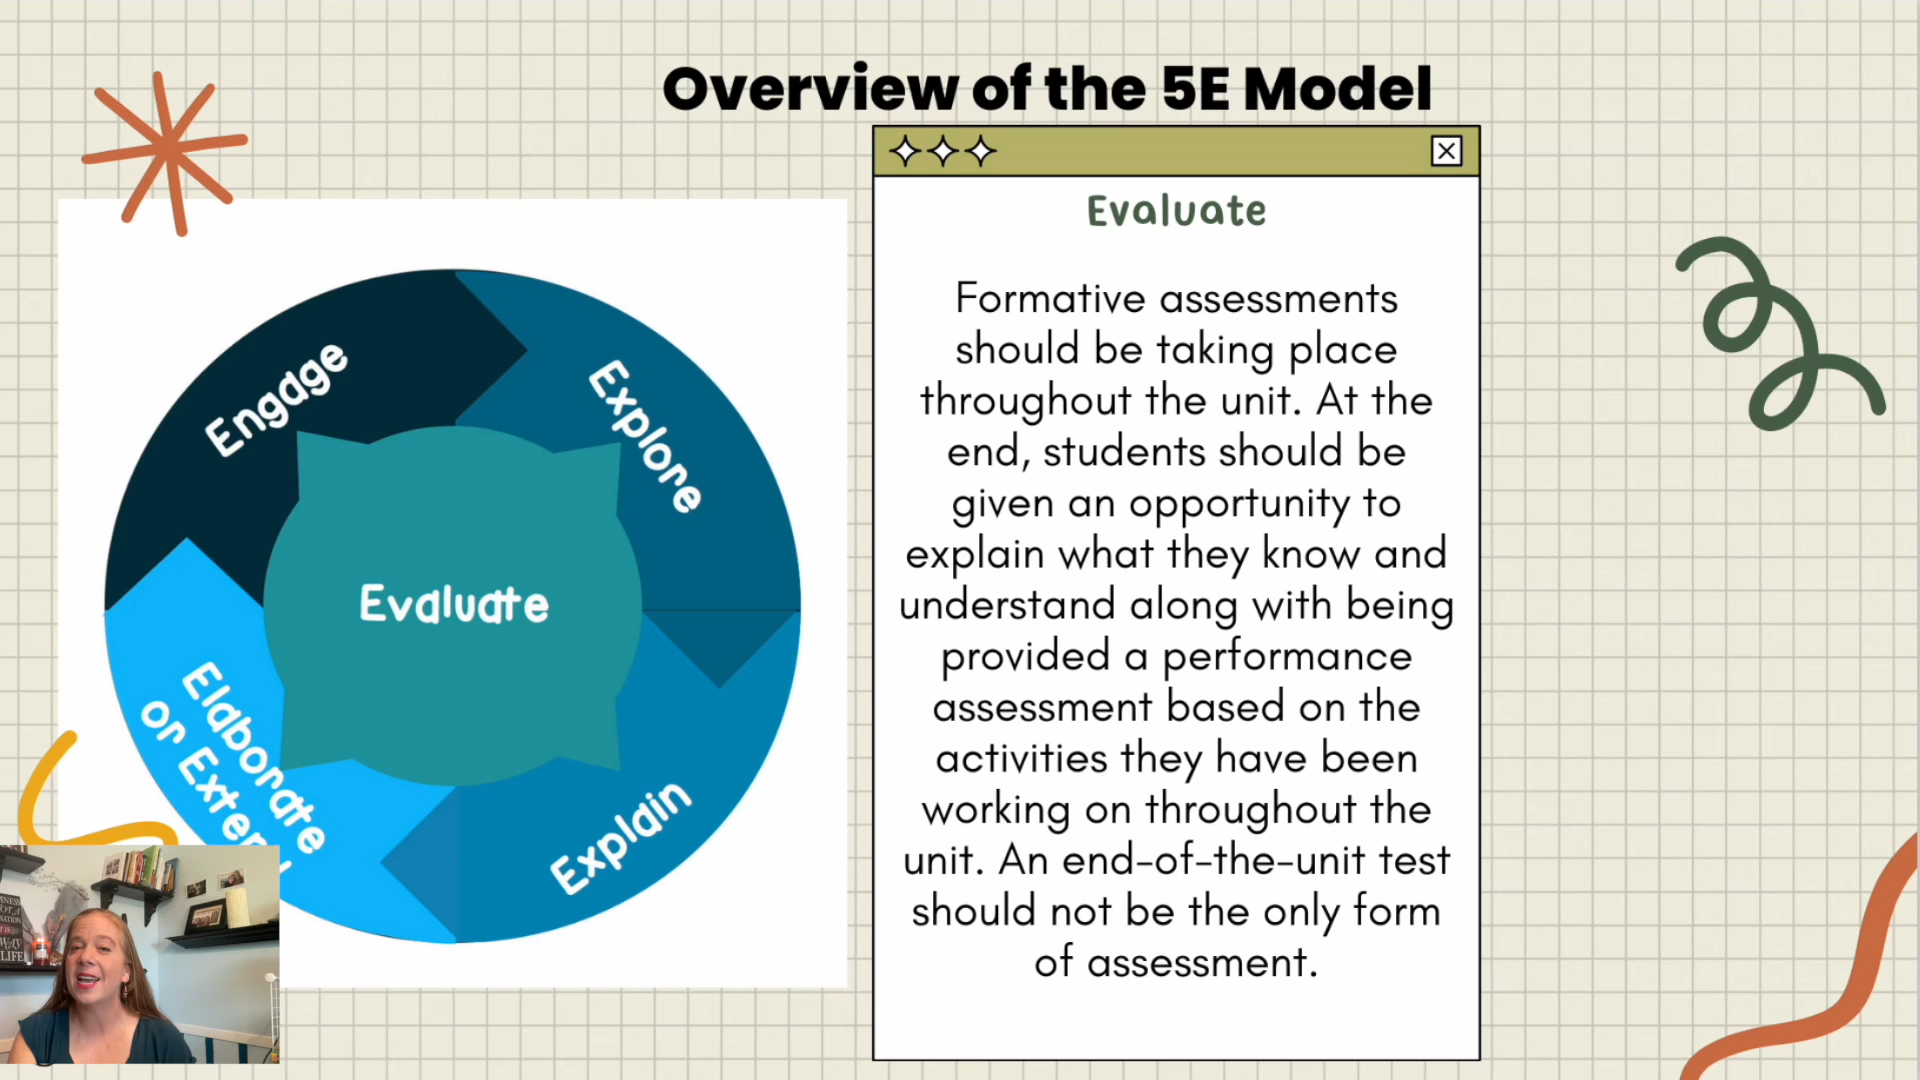 Overview of the 5E Model
Evaluate
Formative assessments
should be taking place
throughout the unit. At the
end, students should be
given an opportunity to
explain what they know and
understand along with being
provided a performance
assessment based on the
activities they have been
working on throughout the
unit. An end-of-the-unit test
should not be the only form
of assessment.
Engage
Explore
Evaluate
Explain
Elaborate
or
WAY
LIFE